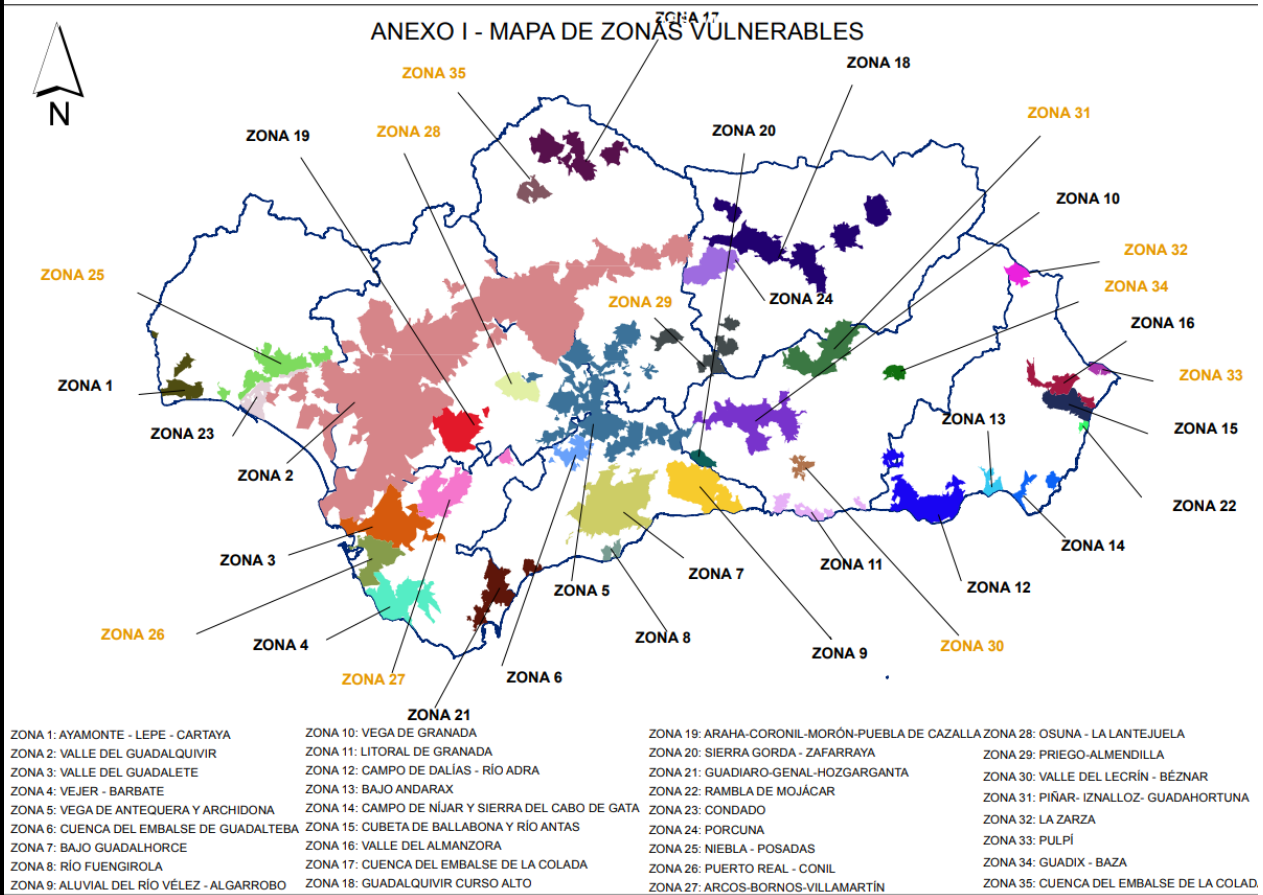 ZONA 17
ANEXO I - MAPA DE ZONAS VULNERABLES
ZONA 35
ZONA 18
ZONA 31
ZONA 19
ZONA 28
ZONA 20
ZONA 10
N
ZONA 32
ZONA 25
ZONA 34
ZONA 29
ZONA 24
ZONA 16
ZONA 1
ZONA 33
ZONA 23
ZONA 13
ZONA 15
ZONA 2
ZONA 22
ZONA 14
ZONA 3
ZONA 11
ZONA 7
ZONA 12
ZONA 5
ZONA 26
ZONA 4
ZONA 8
ZONA 9
ZONA 30
ZONA 27
ZONA 6
ZONA 21
ZONA 1: AYAMONTE - LEPE - CARTAYA
ZONA 2: VALLE DEL GUADALQUIVIR
ZONA 3: VALLE DEL GUADALETE
ZONA 4: VEJER - BARBATE
ZONA 5: VEGA DE ANTEQUERA Y ARCHIDONA
ZONA 6: CUENCA DEL EMBALSE DE GUADALTEBA
ZONA 7: BAJO GUADALHORCE
ZONA 8: RÍO FUENGIROLA
ZONA 9: ALUVIAL DEL RÍO VÉLEZ - ALGARROBO
ZONA 10: VEGA DE GRANADA
ZONA 11: LITORAL DE GRANADA
ZONA 12: CAMPO DE DALÍAS - RÍO ADRA
ZONA 13: BAJO ANDARAX
ZONA 14: CAMPO DE NÍJAR Y SIERRA DEL CABO DE GATA
ZONA 15: CUBETA DE BALLABONA Y RÍO ANTAS
ZONA 16: VALLE DEL ALMANZORA
ZONA 17: CUENCA DEL EMBALSE DE LA COLADA
ZONA 18: GUADALQUIVIR CURSO ALTO
ZONA 19: ARAHA-CORONIL-MORÓN-PUEBLA DE CAZALLA
ZONA 20: SIERRA GORDA - ZAFARRAYA
ZONA 21: GUADIARO-GENAL-HOZGARGANTA
ZONA 22: RAMBLA DE MOJÁCAR
ZONA 23: CONDADO
ZONA 24: PORCUNA
ZONA 25: NIEBLA - POSADAS
ZONA 26: PUERTO REAL - CONIL
ZONA 27: ARCOS-BORNOS-VILLAMARTÍN
ZONA 28: OSUNA - LA LANTEJUELA
ZONA 29: PRIEGO-ALMENDILLA
ZONA 30: VALLE DEL LECRÍN - BÉZNAR
ZONA 31: PIÑAR- IZNALLOZ- GUADAHORTUNA
ZONA 32: LA ZARZA
ZONA 33: PULPÍ
ZONA 34: GUADIX - BAZA
ZONA 35: CUENCA DEL EMBALSE DE LA COLAD